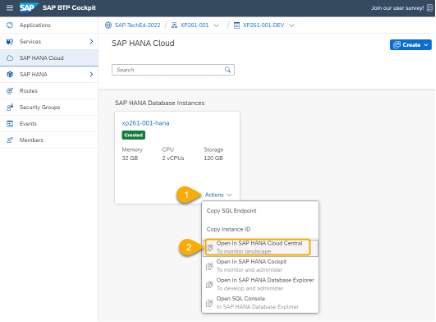 SAP SAP BTP Cockpit
Join our user survey!
Applications
Services
SAP HANA Cloud
SAP HANA
Routes
Security Groups
Events
Members
SAP-TechEd-2022 / XP261-001 / XP261-001-DEV
SAP HANA Cloud
Create
Search
SAP HANA Database Instances
xp261-001-hana
Created
Memory CPU Storage
32 GB 2 vCPUs 120 GB
1 Actions
Copy SQL Endpoint
Copy Instance ID
2 Open in SAP HANA Cloud Central
To monitor landscape
Open in SAP HANA Cockpit
To monitor and administer
Open in SAP HANA Database Explorer
To develop and administer
Open SQL Console
In SAP HANA Database Explorer